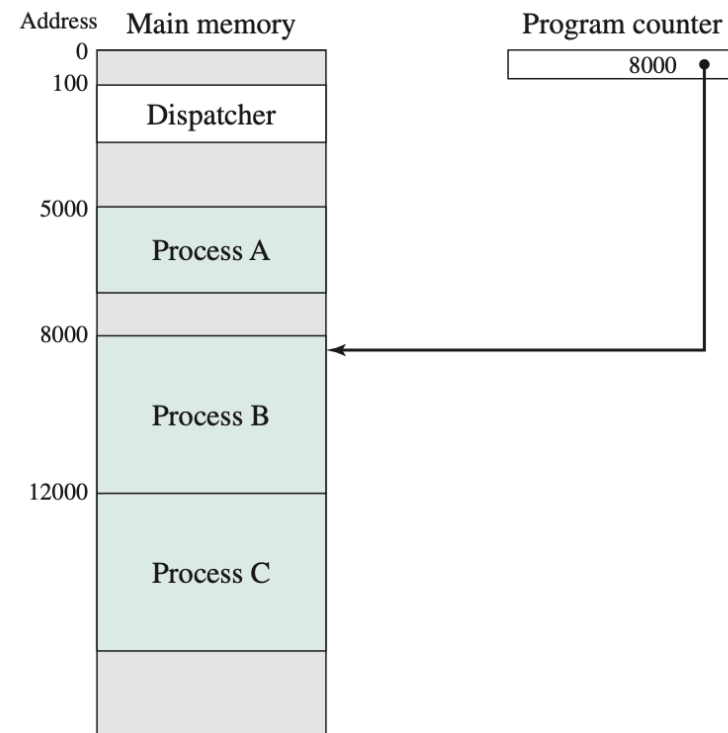 Address Main memory
Program counter
0
8000
100
Dispatcher
5000
Process A
8000
Process B
12000
Process C